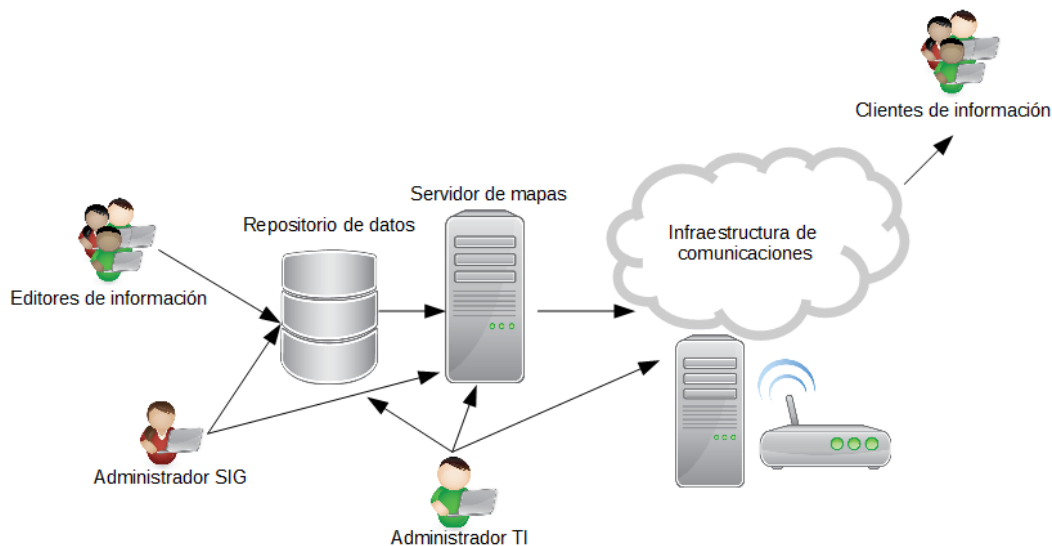 Clientes de información
Servidor de mapas
Repositorio de datos
Infraestructura de
comunicaciones
Editores de información
Administrador SIG
Administrador TI